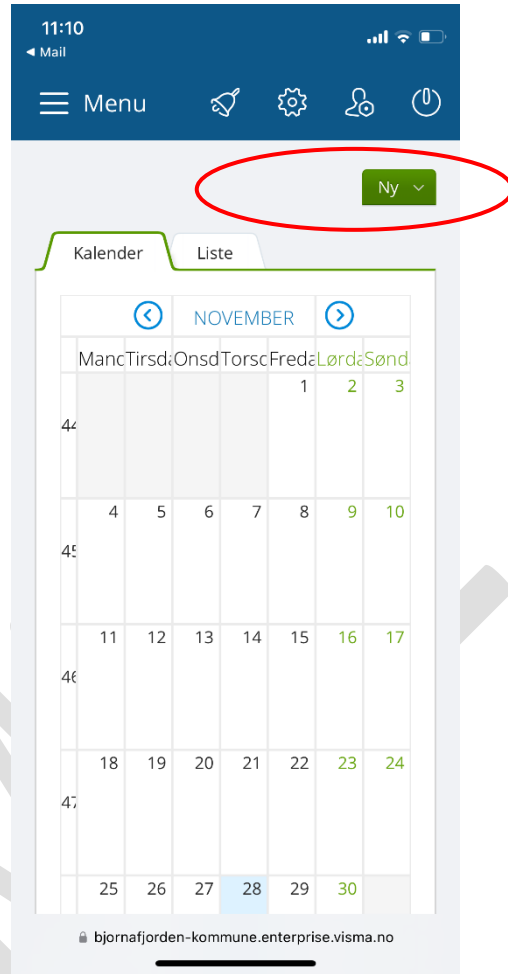 11:10
◄ Mail
Menu
Ny
Kalender Liste
NOVEMBER
Manc Tirsda Onsd Torsc Freda Lørda Sønd
1 2 3
44
4 5 6 7 8 9 10
45
11 12 13 14 15 16 17
46
18 19 20 21 22 23 24
47
25 26 27 28 29 30
bjornafjorden-kommune.enterprise.visma.no